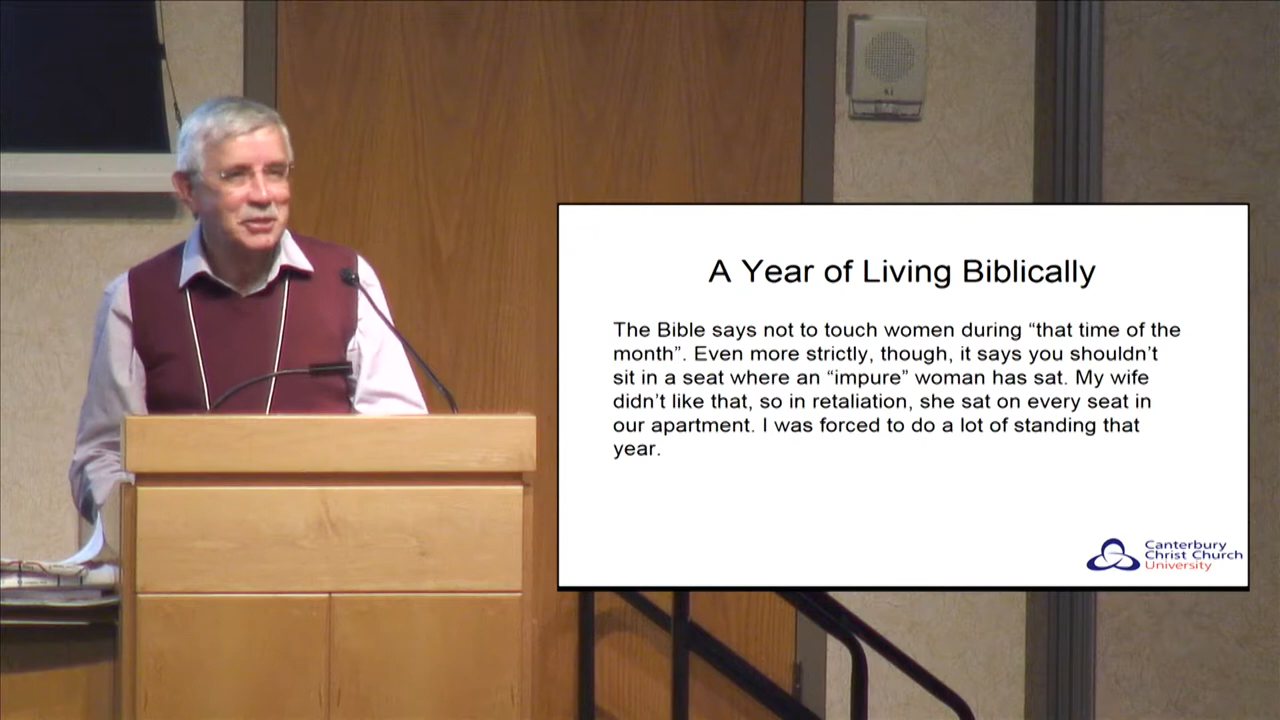 A Year of Living Biblically
The Bible says not to touch women during “that time of the
month”. Even more strictly, though, it says you shouldn’t
sit in a seat where an “impure” woman has sat. My wife
didn’t like that, so in retaliation, she sat on every seat in
our apartment. I was forced to do a lot of standing that
year.
Canterbury
Christ Church
University